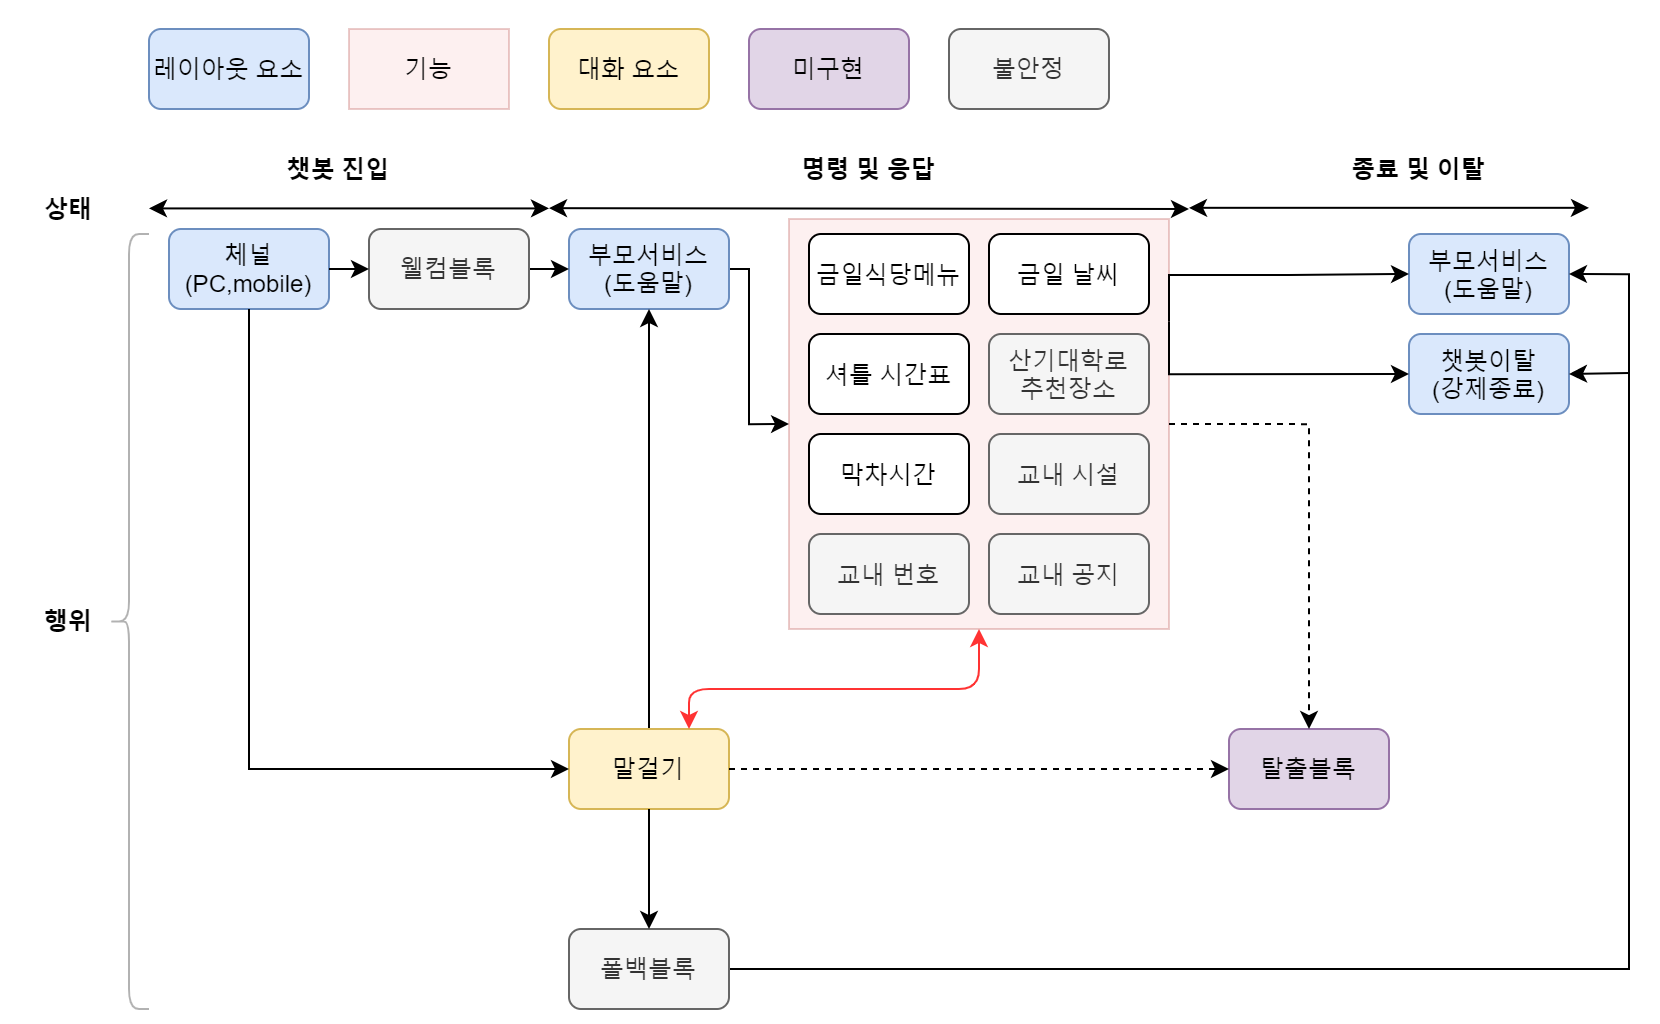 레이아웃 요소
기능
대화 요소
미구현
불안정
챗봇 진입
명령 및 응답
종료 및 이탈
상태
체널
(PC,mobile)
웰컴블록
부모서비스
(도움말)
금일식당메뉴
금일 날씨
부모서비스
(도움말)
셔틀 시간표
산기대학로
추천장소
챗봇이탈
(강제종료)
막차시간
교내 시설
교내 번호
교내 공지
행위
말걸기
탈출블록
폴백블록